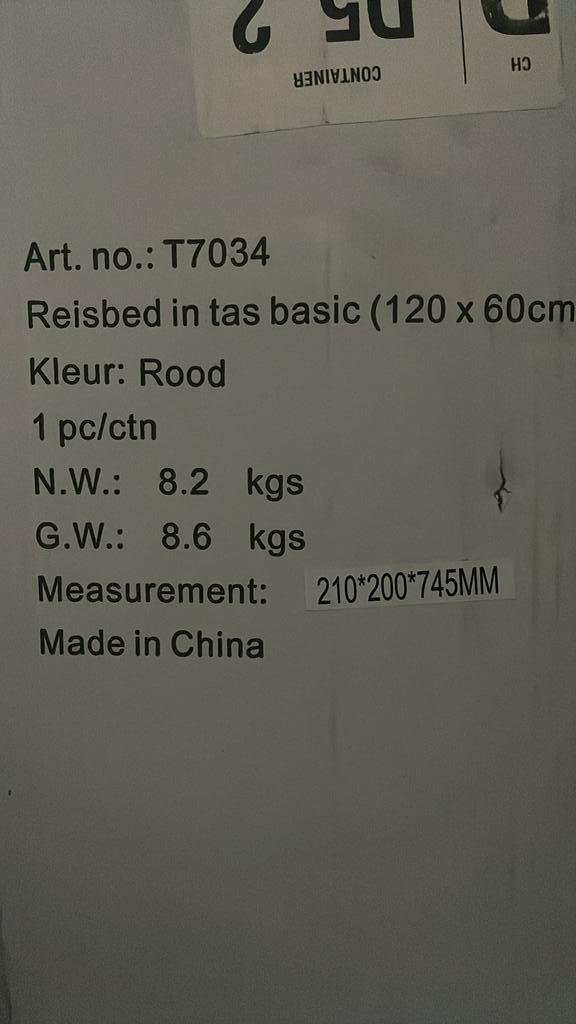 CONTAINER
CH
Art. no.: T7034
Reisbed in tas basic (120 x 60cm
Kleur: Rood
1 pc/ctn
N.W.: 8.2 kgs
G.W.: 8.6 kgs
Measurement: 210*200*745MM
Made in China